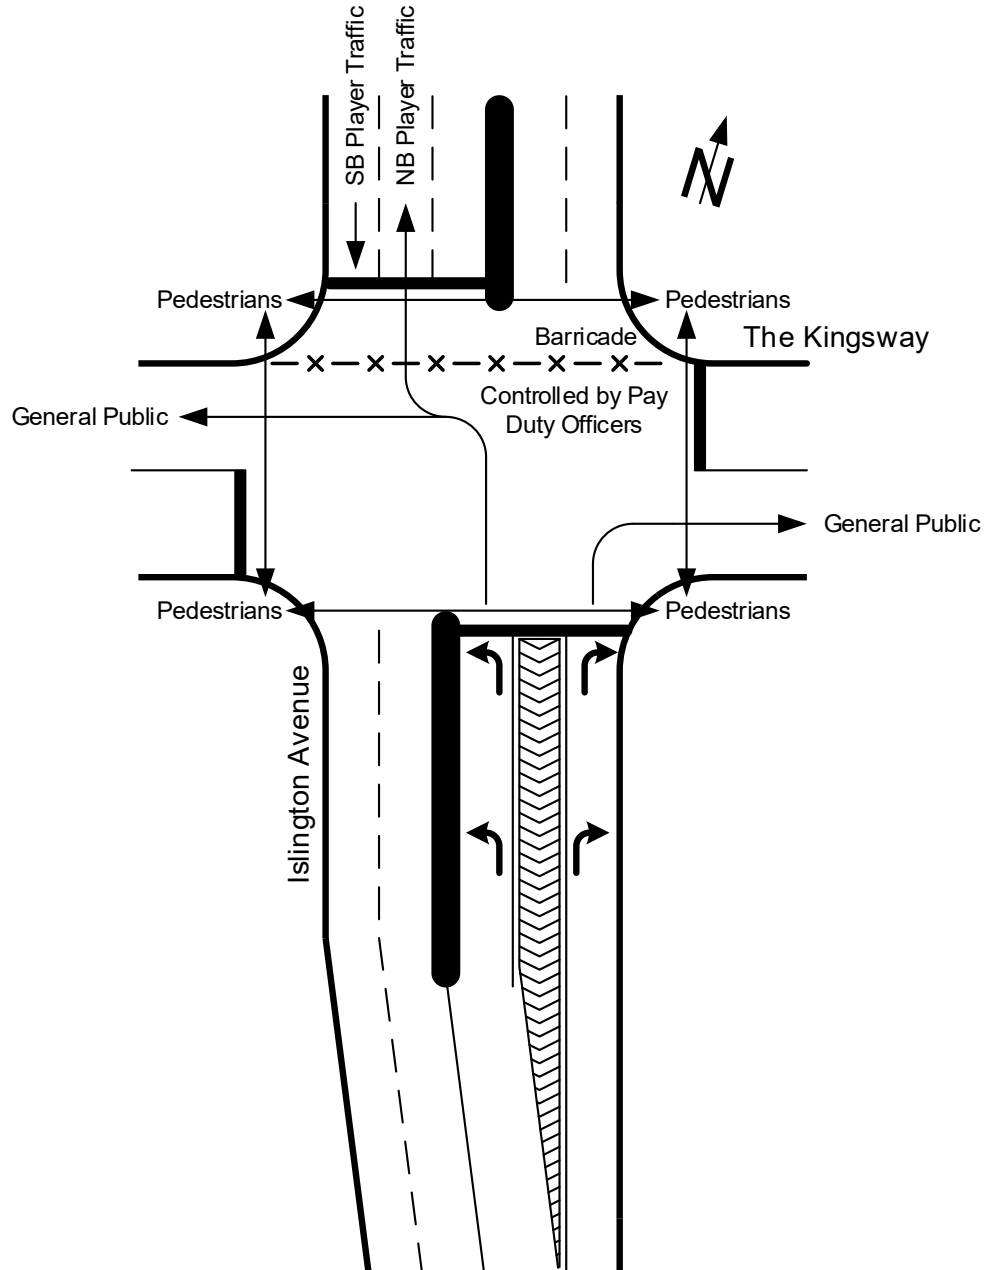 SB Player Traffic
NB Player Traffic
N
Pedestrians
Pedestrians
Barricade
The Kingsway
Controlled by Pay
Duty Officers
General Public
General Public
Pedestrians
Pedestrians
Islington Avenue